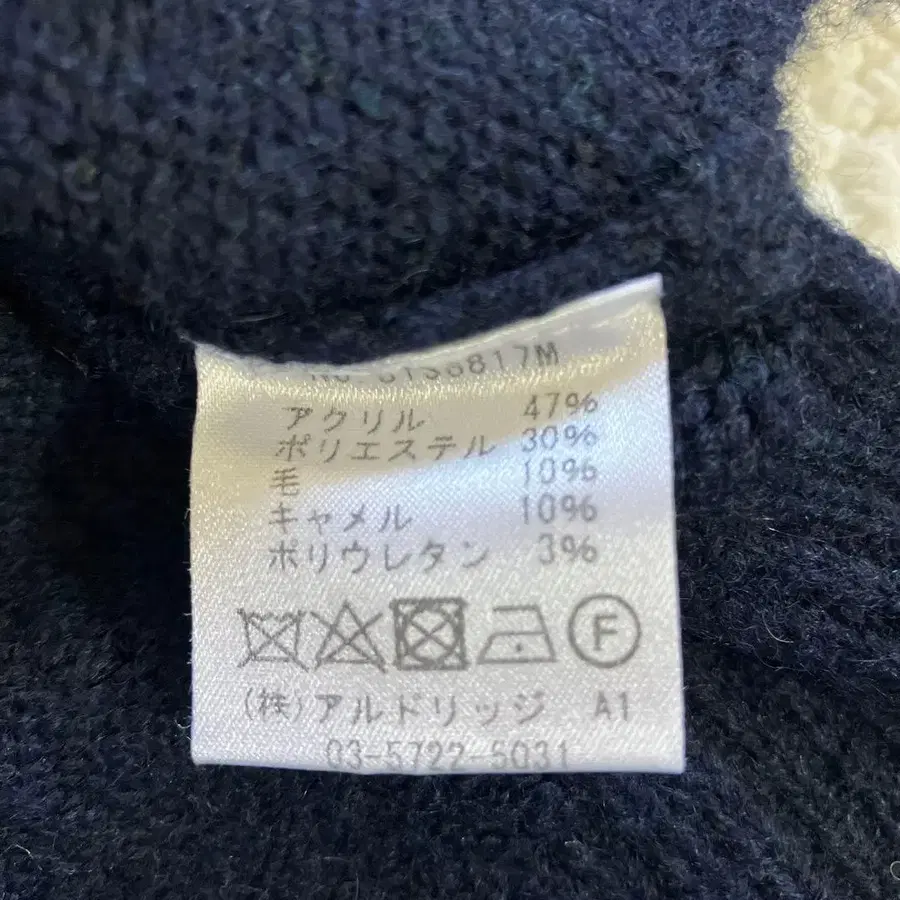 アクリル 47%
ポリエステル 30%
毛 10%
キャメル 10%
ポリウレタン 3%
F
(株)アルドリッジ A1
03-5722-5031